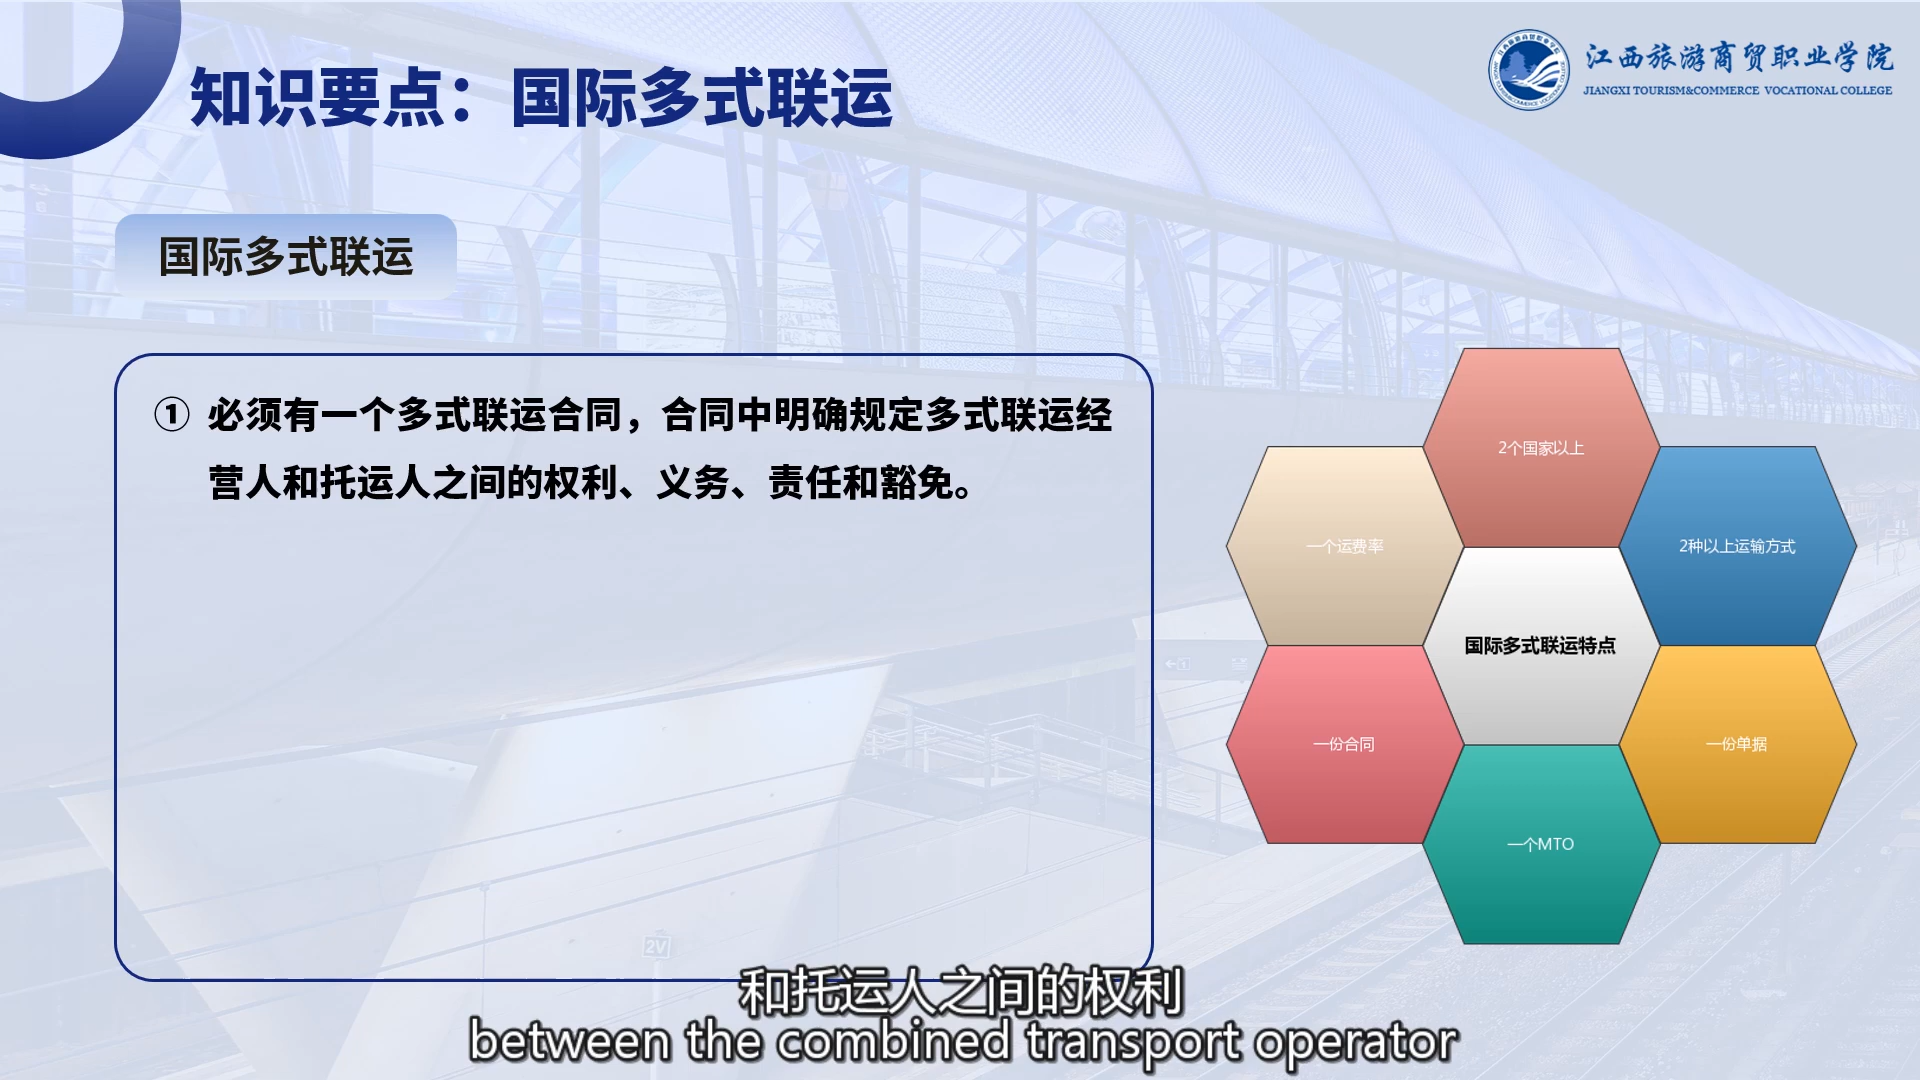 知识要点：国际多式联运
江西旅游商贸职业学院
JIANGXI TOURISM&COMMERCE VOCATIONAL COLLEGE
国际多式联运
① 必须有一个多式联运合同，合同中明确规定多式联运经
营人和托运人之间的权利、义务、责任和豁免。
2个国家以上
一个运费率
2种以上运输方式
国际多式联运特点
一份合同
一份单据
一个MTO
2V
和托运人之间的权利
between the combined transport operator